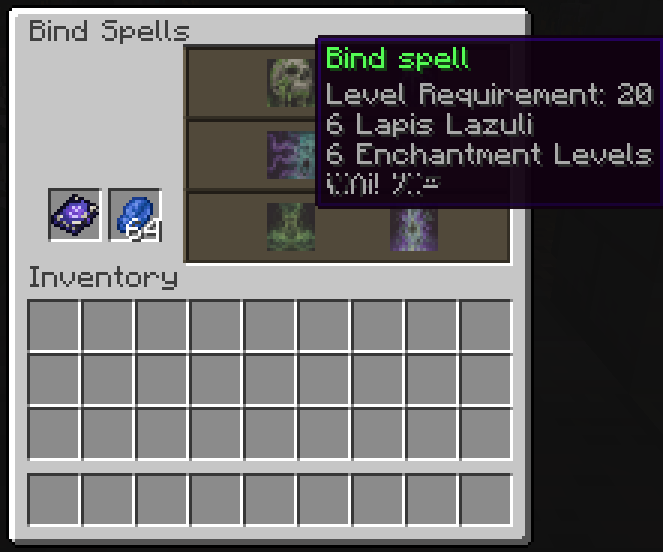 Bind Spells
Bind spell
Level Requirement: 20
6 Lapis Lazuli
6 Enchantment Levels
64
Inventory